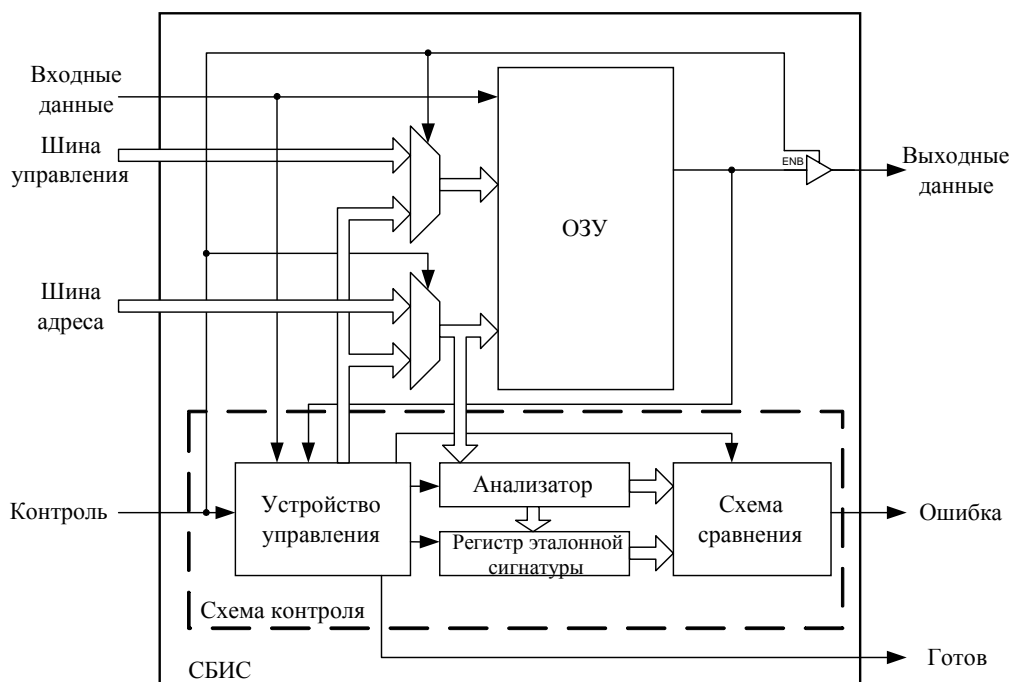 Входные
данные
Шина
управления
ENB
Выходные
данные
ОЗУ
Шина
адреса
Контроль
Устройство
управления
Анализатор
Регистр эталонной
сигнатуры
Схема
сравнения
Ошибка
Схема контроля
Готов
СБИС